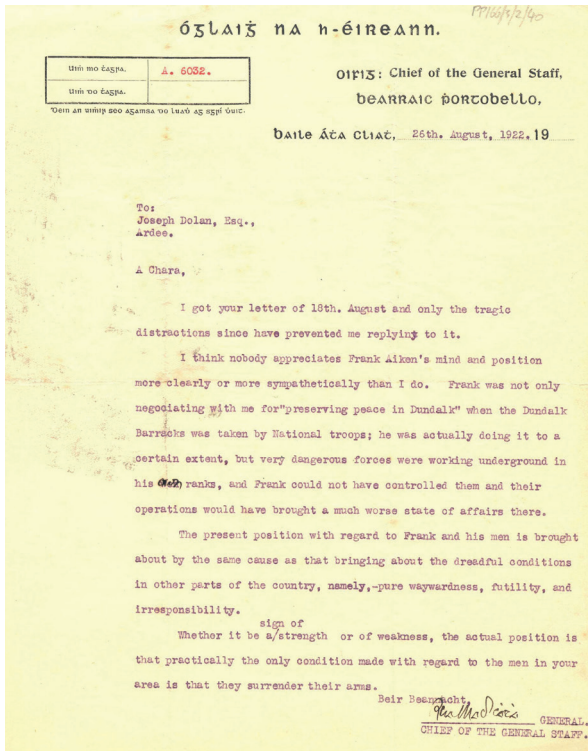 PP/66/3/2/40
óglaiġ na h-éireann.
Uiṁ mo ṫagra. A. 6032.
Uiṁ do ṫagra.
Déin an uiṁir seo agamsa do luaḋ ag sgrí ċuic.
OIFIG: Chief of the General Staff,
bearraic portobello,
baile áta cliat, 26th. August, 1922. 19
To:
Joseph Dolan, Esq.,
Ardee.
A Chara,
I got your letter of 18th. August and only the tragic
distractions since have prevented me replying to it.
I think nobody appreciates Frank Aiken's mind and position
more clearly or more sympathetically than I do. Frank was not only
negociating with me for"preserving peace in Dundalk" when the Dundalk
Barracks was taken by National troops; he was actually doing it to a
certain extent, but very dangerous forces were working underground in
his ranks, and Frank could not have controlled them and their
operations would have brought a much worse state of affairs there.
The present position with regard to Frank and his men is brought
about by the same cause as that bringing about the dreadful conditions
in other parts of the country, namely,-pure waywardness, futility, and
irresponsibility.
sign of
Whether it be a/strength or of weakness, the actual position is
that practically the only condition made with regard to the men in your
area is that they surrender their arms.
Beir Beannacht,
GENERAL.
CHIEF OF THE GENERAL STAFF.